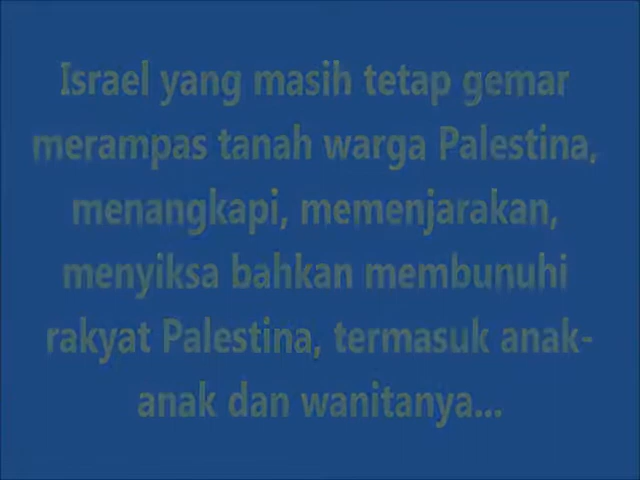 Israel yang masih tetap gemar
merampas tanah warga Palestina,
menangkapi, memenjarakan,
menyiksa bahkan membunuhi
rakyat Palestina, termasuk anak-
anak dan wanitanya...